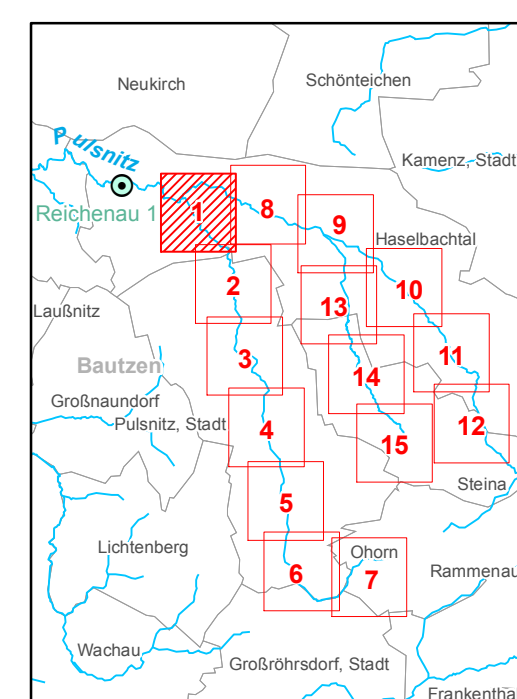 Neukirch
Schönteichen
Pulsnitz
Kamenz, Stadt
Reichenau 1
1
8
9
Haselbachtal
2
10
13
Laußnitz
3
11
Bautzen
14
Großnaundorf
Pulsnitz, Stadt
4
12
15
Steina
5
Lichtenberg
Ohorn
6
7
Rammenau
Wachau
Großröhrsdorf, Stadt
Frankentha